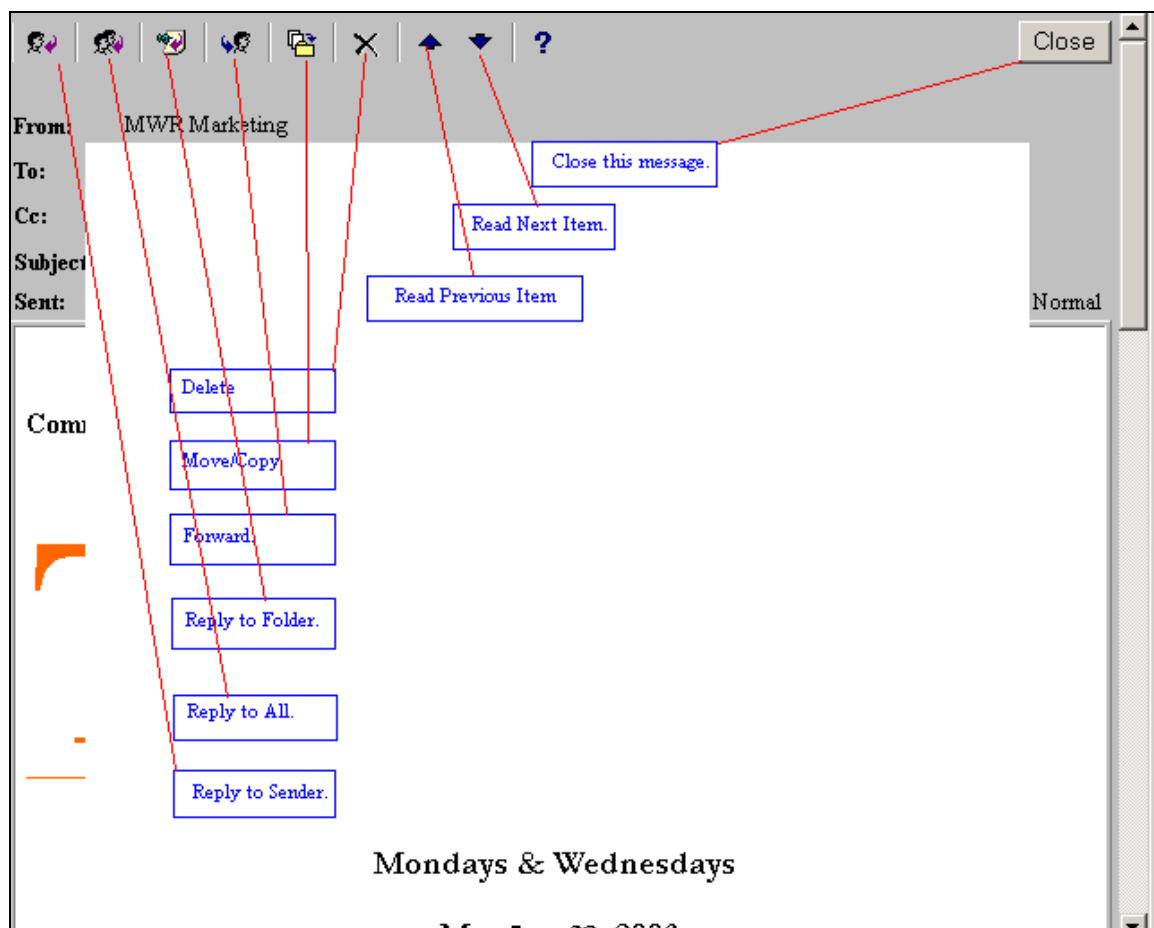 ?
Close
From: MWR Marketing
To:
Close this message.
Cc:
Read Next Item.
Subject
Sent:
Read Previous Item
Normal
Delete
Move/Copy
Forward.
Reply to Folder.
Reply to All.
Reply to Sender.
Mondays & Wednesdays